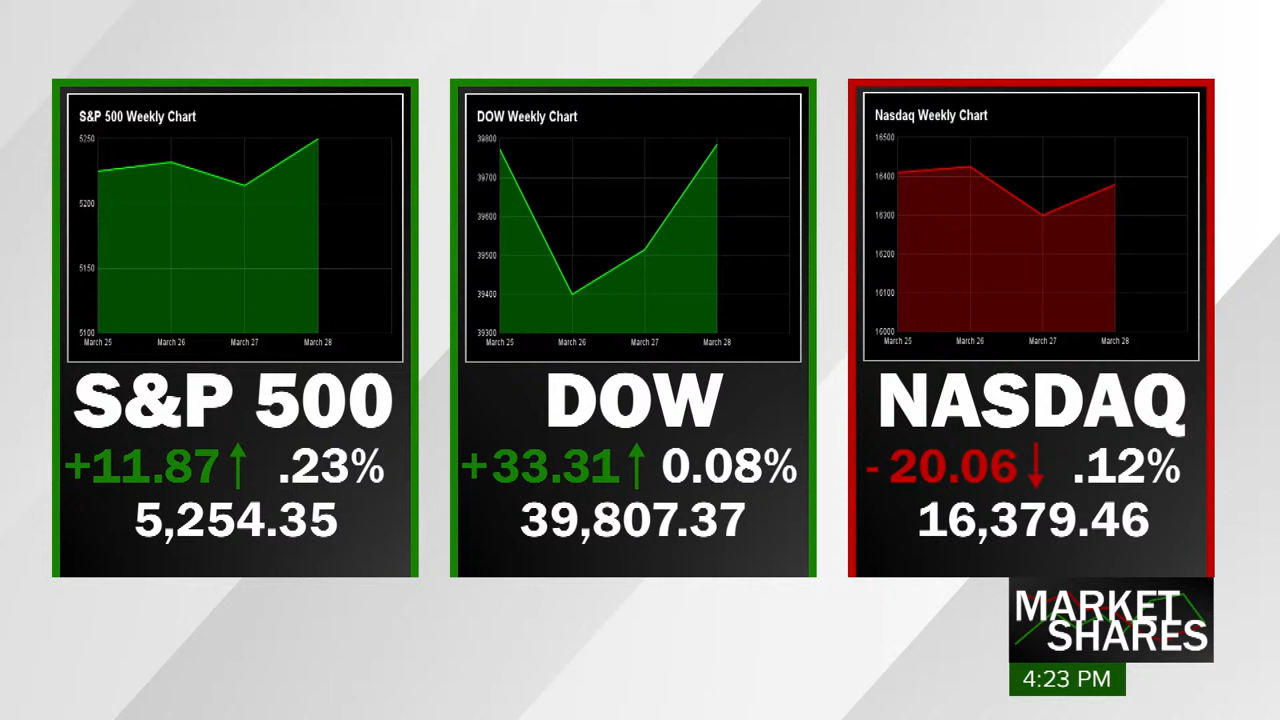 S&P 500 Weekly Chart
5250
5200
5150
5100
March 25 March 26 March 27 March 28
S&P 500
+11.87 .23%
5,254.35
DOW Weekly Chart
39800
39700
39600
39500
39400
39300
March 25 March 26 March 27 March 28
DOW
+33.31 0.08%
39,807.37
Nasdaq Weekly Chart
16500
16400
16300
16200
16100
16000
March 25 March 26 March 27 March 28
NASDAQ
- 20.06 .12%
16,379.46
MARKET
SHARES
4:23 PM